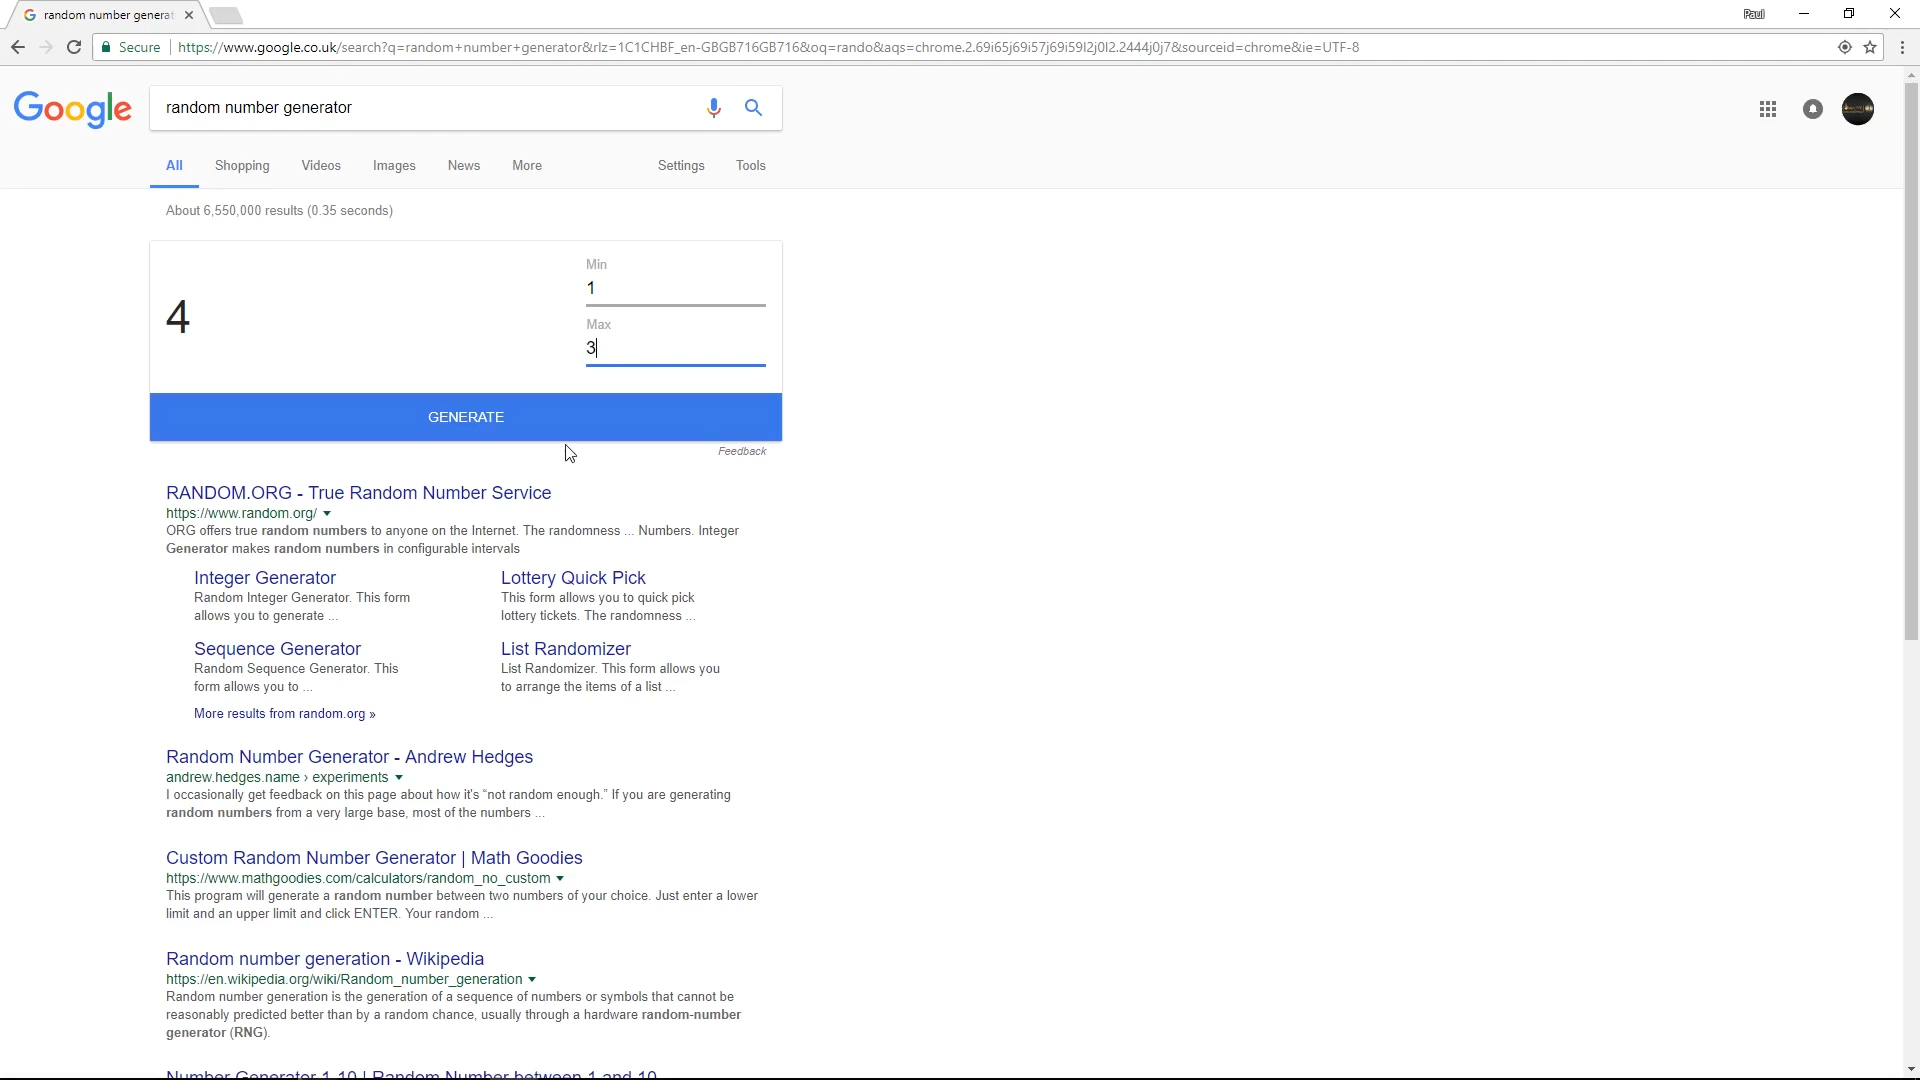 random number generat
Paul
Secure
https://www.google.co.uk/search?q=random+number+generator&rlz=1C1CHBF_en-GBGB716GB716&oq=rando&aqs=chrome.2.69i65j69i57j69i59l2j0l2.2444j0j7&sourceid=chrome&ie=UTF-8
Google
random number generator
All Shopping Videos Images News More Settings Tools
About 6,550,000 results (0.35 seconds)
Min
1
4
Max
3
GENERATE
Feedback
RANDOM.ORG - True Random Number Service
https://www.random.org/
ORG offers true random numbers to anyone on the Internet. The randomness ... Numbers. Integer
Generator makes random numbers in configurable intervals
Integer Generator
Random Integer Generator. This form
allows you to generate ...
Lottery Quick Pick
This form allows you to quick pick
lottery tickets. The randomness ...
Sequence Generator
Random Sequence Generator. This
form allows you to ...
List Randomizer
List Randomizer. This form allows you
to arrange the items of a list ...
More results from random.org »
Random Number Generator - Andrew Hedges
andrew.hedges.name › experiments
I occasionally get feedback on this page about how it's “not random enough.” If you are generating
random numbers from a very large base, most of the numbers ...
Custom Random Number Generator | Math Goodies
https://www.mathgoodies.com/calculators/random_no_custom
This program will generate a random number between two numbers of your choice. Just enter a lower
limit and an upper limit and click ENTER. Your random ...
Random number generation - Wikipedia
https://en.wikipedia.org/wiki/Random_number_generation
Random number generation is the generation of a sequence of numbers or symbols that cannot be
reasonably predicted better than by a random chance, usually through a hardware random-number
generator (RNG).
Number Generator 1-10 | Random Number between 1 and 10